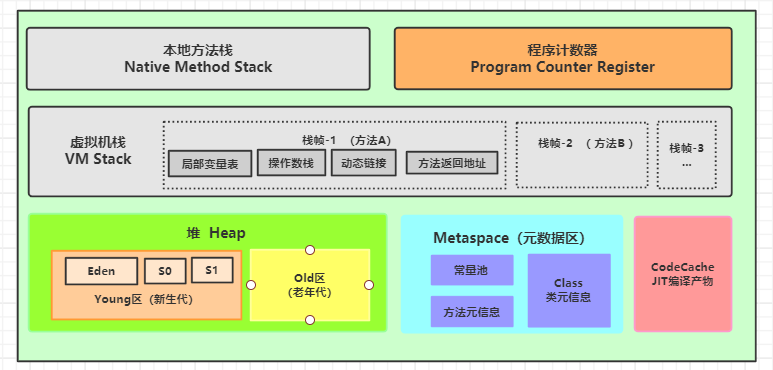 本地方法栈
Native Method Stack
程序计数器
Program Counter Register
虚拟机栈
VM Stack
栈帧-1 (方法A)
局部变量表
操作数栈
动态链接
方法返回地址
栈帧-2 ( 方法B )
栈帧-3
...
堆 Heap
Eden
S0
S1
Young区 (新生代)
Old区
(老年代)
Metaspace (元数据区)
常量池
方法元信息
Class
类元信息
CodeCache
JIT编译产物